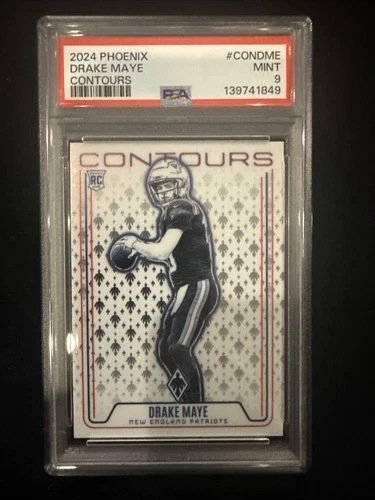 2024 PHOENIX #CONDME
DRAKE MAYE MINT
CONTOURS 9
PSA 139741849
CONTOURS
RC
DRAKE MAYE
NEW ENGLAND PATRIOTS